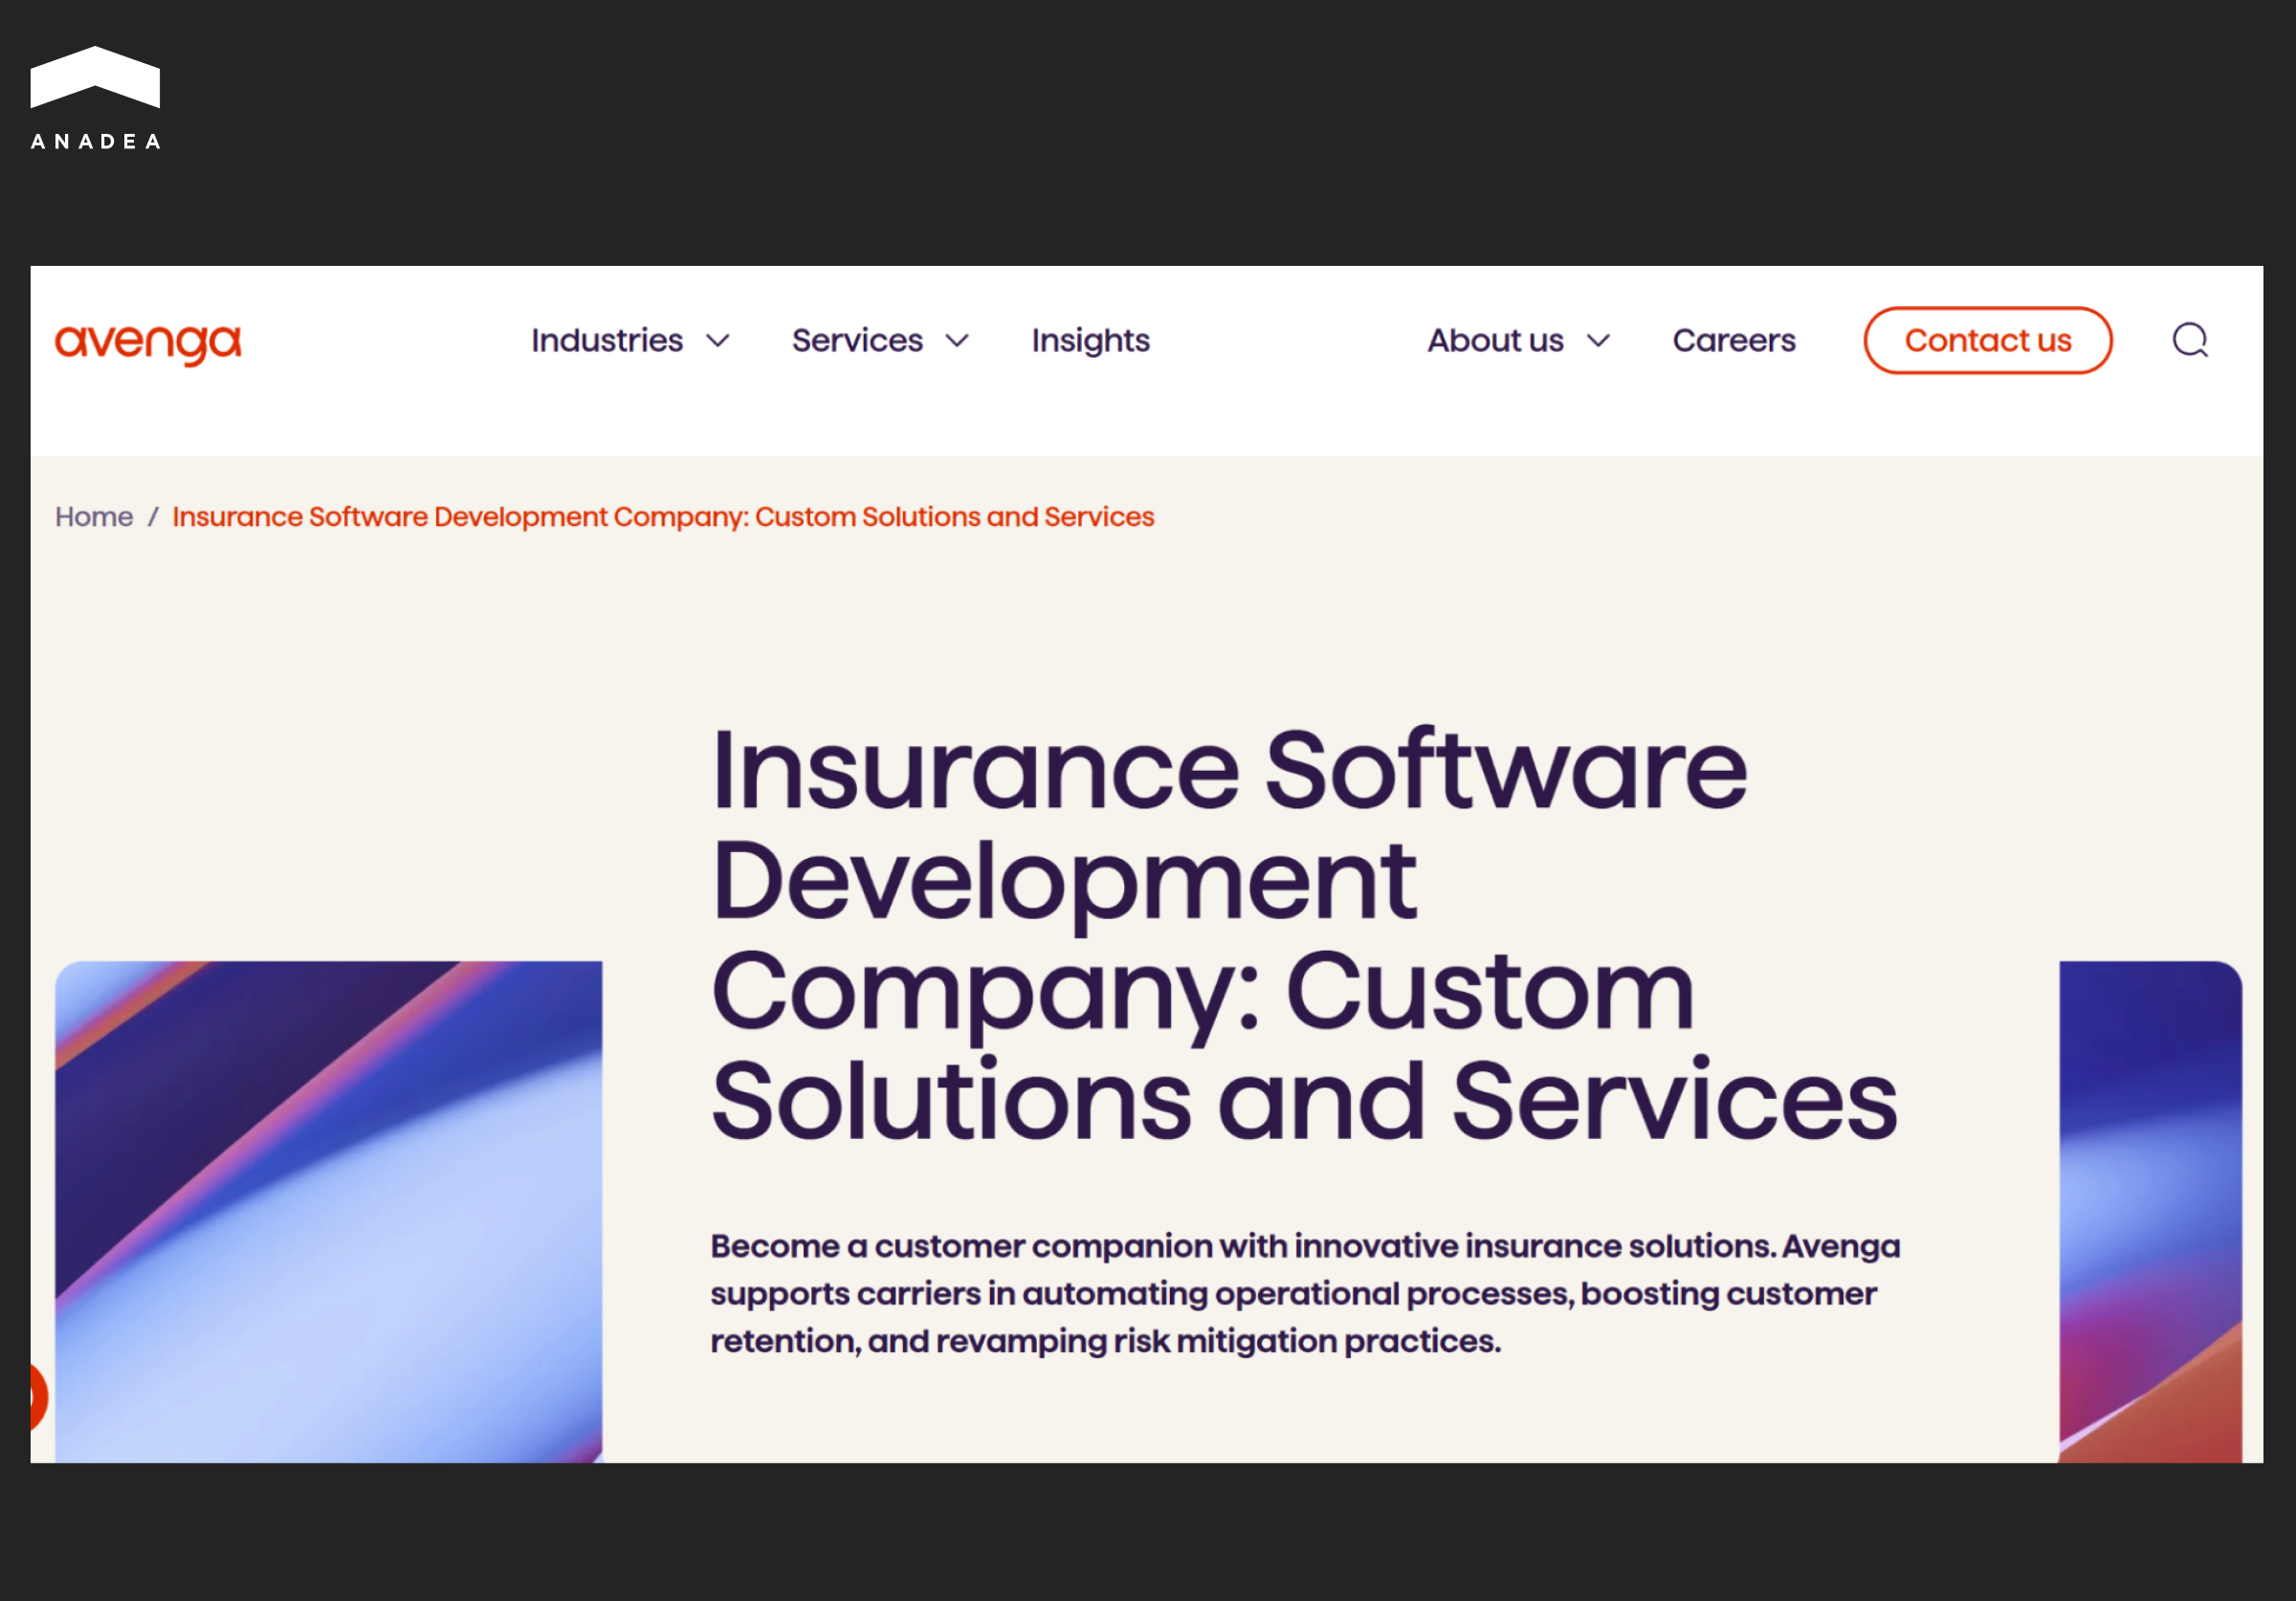 ANADEA
avenga
Industries
Services
Insights
About us
Careers
Contact us
Home / Insurance Software Development Company: Custom Solutions and Services
Insurance Software
Development
Company: Custom
Solutions and Services
Become a customer companion with innovative insurance solutions. Avenga
supports carriers in automating operational processes, boosting customer
retention, and revamping risk mitigation practices.